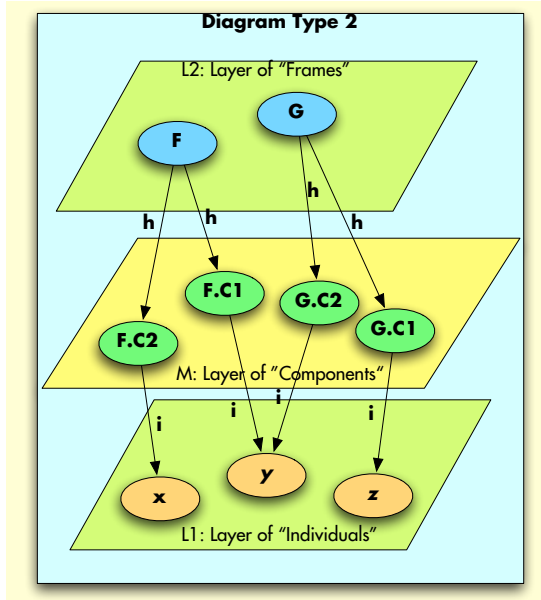 Diagram Type 2
L2: Layer of "Frames"
G
F
h
h
h
h
F.C1
G.C2
G.C1
F.C2
M: Layer of "Components"
i
i
i
i
y
z
x
L1: Layer of "Individuals"